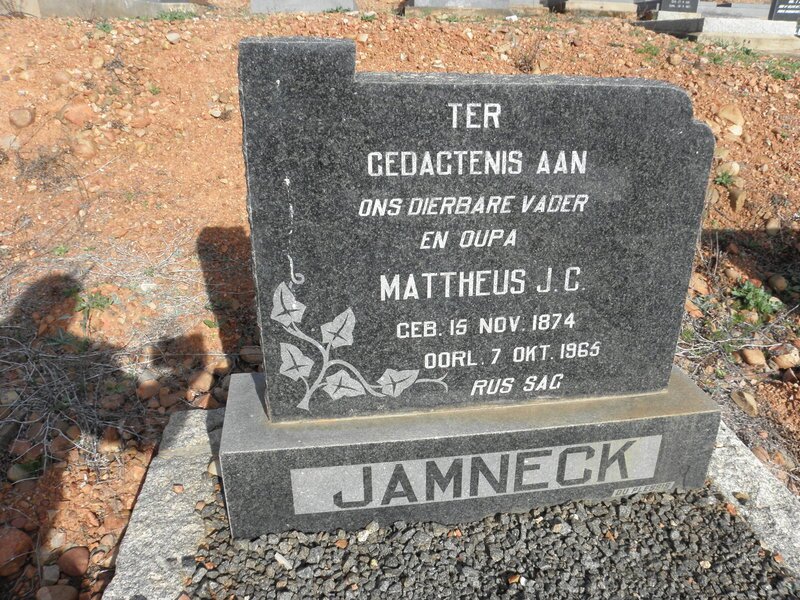 TER
GEDAGTENIS AAN
ONS DIERBARE VADER
EN OUPA
MATTHEUS J. C.
GEB. 15 NOV. 1874
OORL. 7 OKT. 1965
RUS SAG
JAMNECK